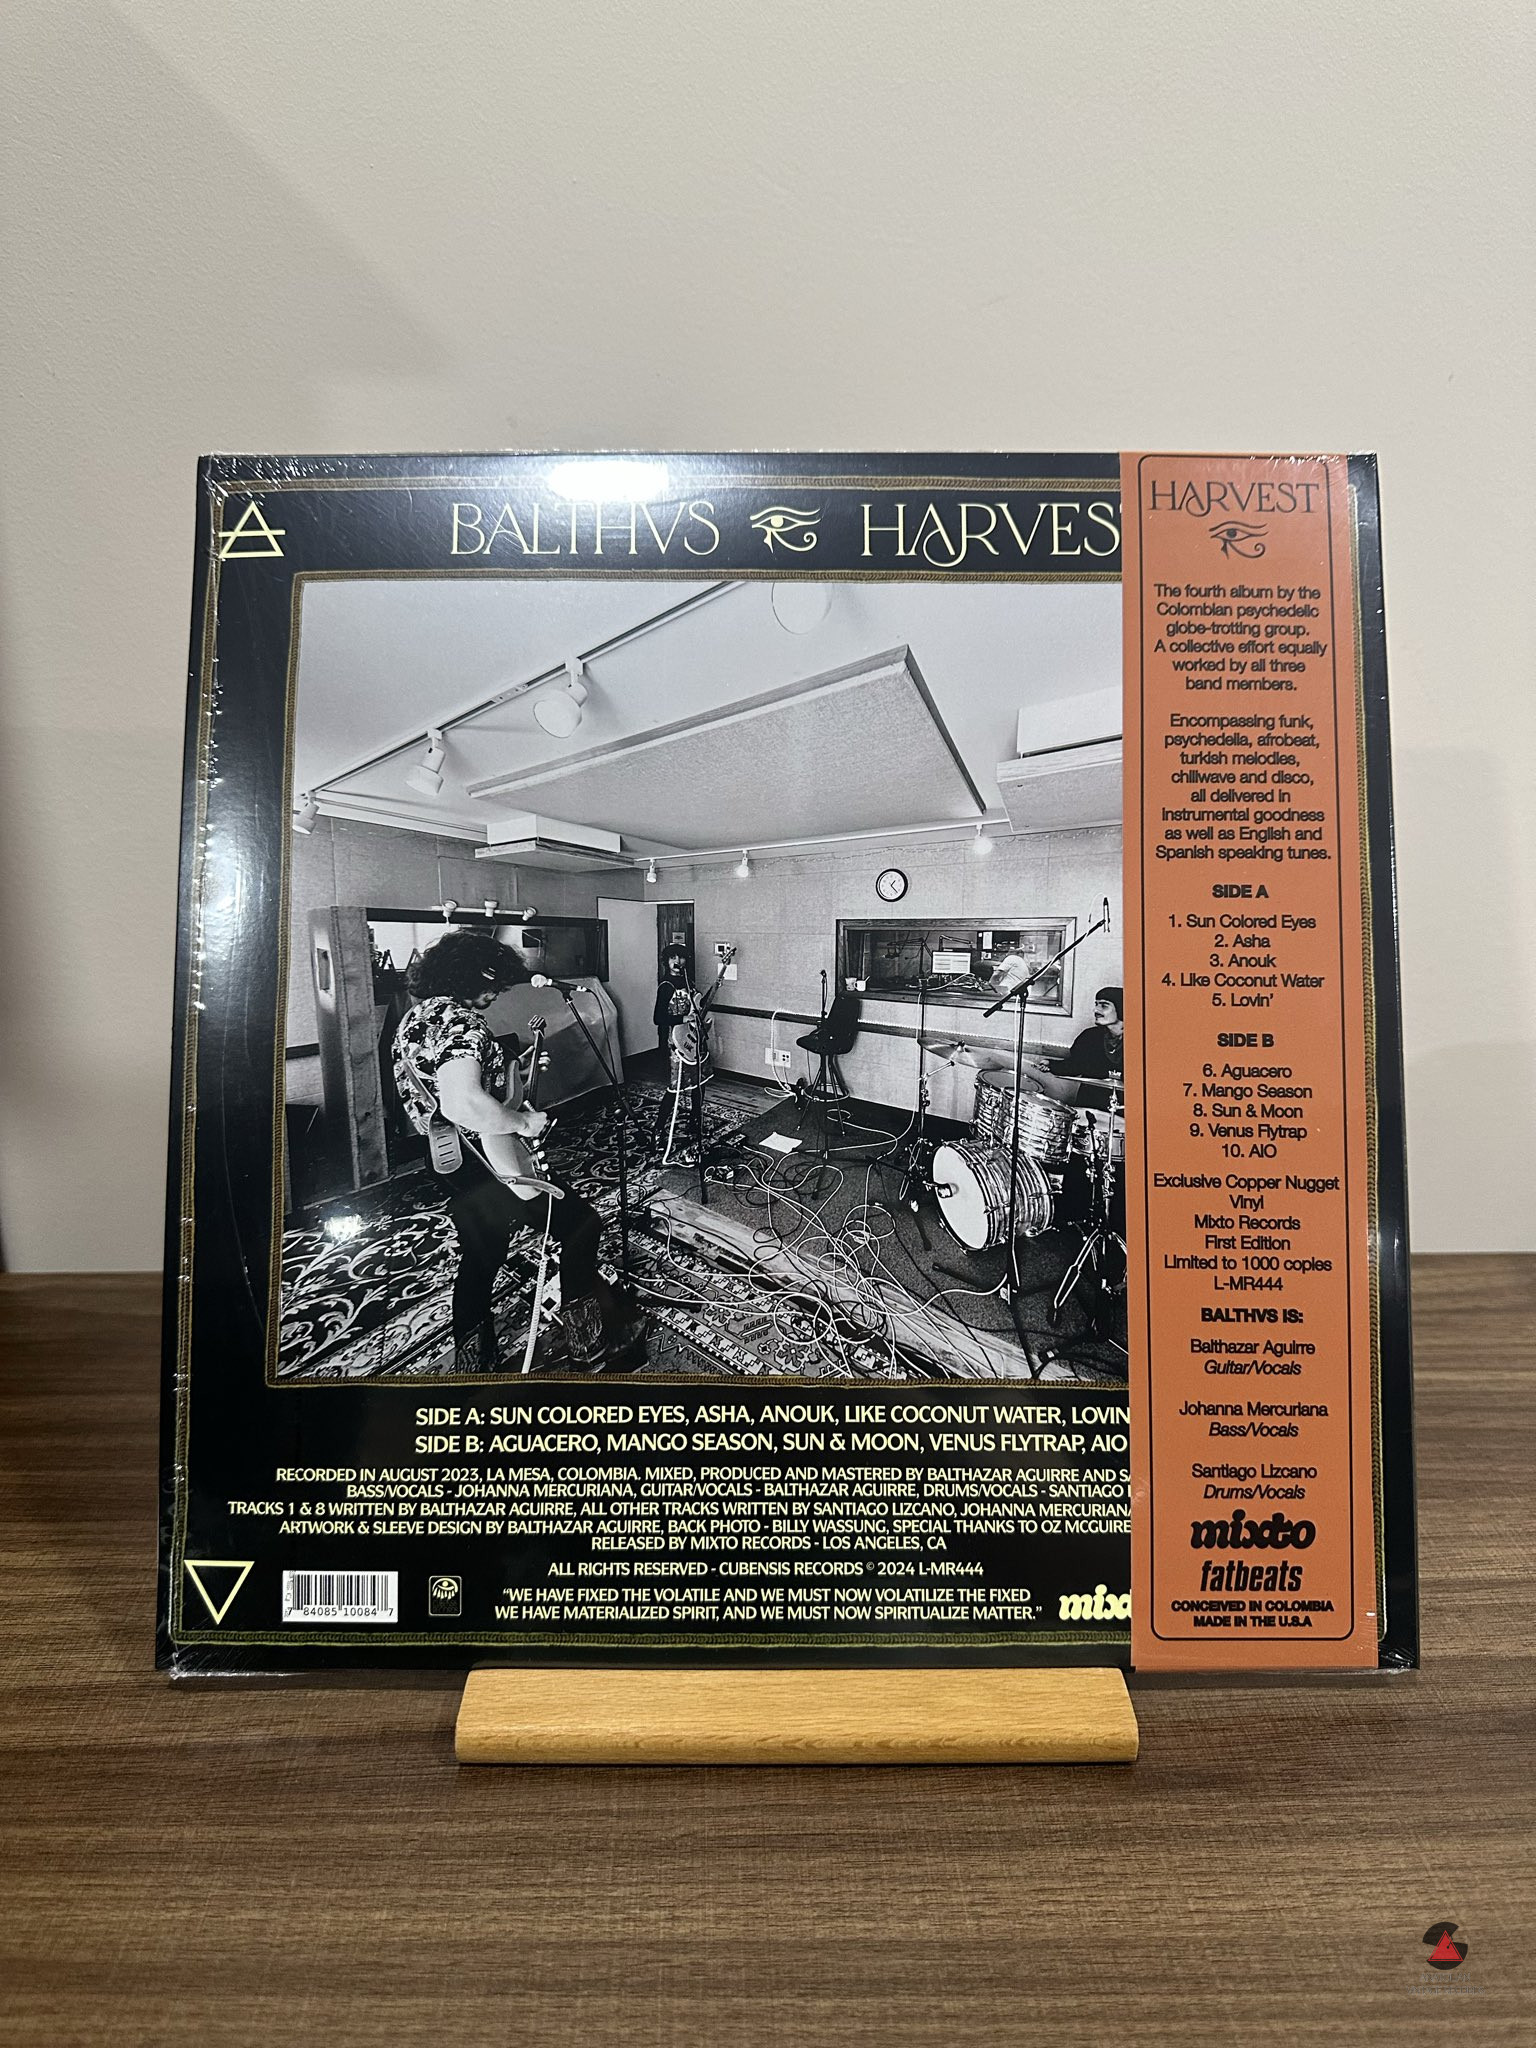 BALTHVS HARVEST
SIDE A: SUN COLORED EYES, ASHA, ANOUK, LIKE COCONUT WATER, LOVIN
SIDE B: AGUACERO, MANGO SEASON, SUN & MOON, VENUS FLYTRAP, AIO
RECORDED IN AUGUST 2023, LA MESA, COLOMBIA. MIXED, PRODUCED AND MASTERED BY BALTHAZAR AGUIRRE AND
BASS/VOCALS - JOHANNA MERCURIANA, GUITAR/VOCALS - BALTHAZAR AGUIRRE, DRUMS/VOCALS - SANTIAGO
TRACKS 1 & 8 WRITTEN BY BALTHAZAR AGUIRRE, ALL OTHER TRACKS WRITTEN BY SANTIAGO LIZCANO, JOHANNA MERCURIANA
ARTWORK & SLEEVE DESIGN BY BALTHAZAR AGUIRRE, BACK PHOTO - BILLY WASSUNG, SPECIAL THANKS TO OZ MCGUIRE
RELEASED BY MIXTO RECORDS - LOS ANGELES, CA
ALL RIGHTS RESERVED - CUBENSIS RECORDS © 2024 L-MR444
"WE HAVE FIXED THE VOLATILE AND WE MUST NOW VOLATILIZE THE FIXED
WE HAVE MATERIALIZED SPIRIT, AND WE MUST NOW SPIRITUALIZE MATTER."
7 84085 10084 7
HARVEST
The fourth album by the
Colombian psychedelic
globe-trotting group.
A collective effort equally
worked by all three
band members.
Encompassing funk,
psychedelia, afrobeat,
turkish melodies,
chillwave and disco,
all delivered in
instrumental goodness
as well as English and
Spanish speaking tunes.
SIDE A
1. Sun Colored Eyes
2. Asha
3. Anouk
4. Like Coconut Water
5. Lovin'
SIDE B
6. Aguacero
7. Mango Season
8. Sun & Moon
9. Venus Flytrap
10. AIO
Exclusive Copper Nugget
Vinyl
Mixto Records
First Edition
Limited to 1000 copies
L-MR444
BALTHVS IS:
Balthazar Aguirre
Guitar/Vocals
Johanna Mercuriana
Bass/Vocals
Santiago Lizcano
Drums/Vocals
mixto
fatbeats
CONCEIVED IN COLOMBIA
MADE IN THE U.S.A